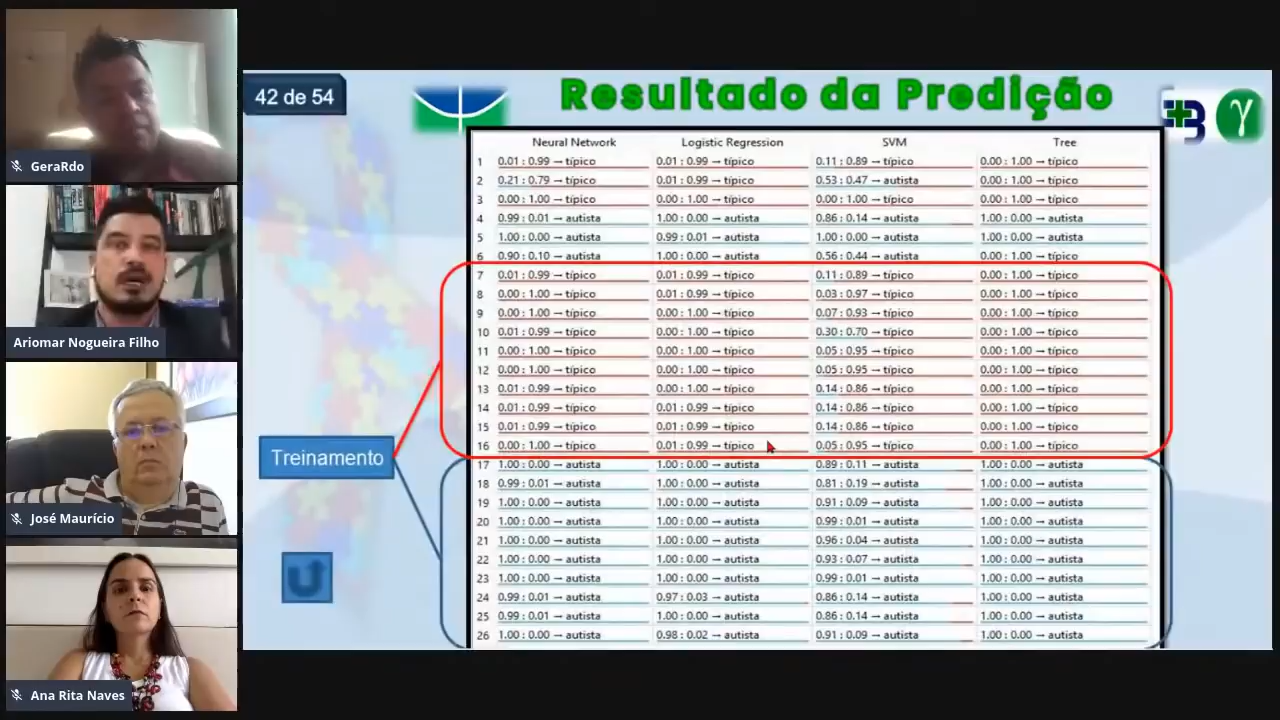 GeraRdo
Ariomar Nogueira Filho
José Maurício
Ana Rita Naves
42 de 54
Resultado da Predição
+B γ
Neural Network Logistic Regression SVM Tree
1 0.01 : 0.99 → típico 0.01 : 0.99 → típico 0.11 : 0.89 → típico 0.00 : 1.00 → típico
2 0.21 : 0.79 → típico 0.01 : 0.99 → típico 0.53 : 0.47 → autista 0.00 : 1.00 → típico
3 0.00 : 1.00 → típico 0.00 : 1.00 → típico 0.00 : 1.00 → típico 0.00 : 1.00 → típico
4 0.99 : 0.01 → autista 1.00 : 0.00 → autista 0.86 : 0.14 → autista 1.00 : 0.00 → autista
5 1.00 : 0.00 → autista 0.99 : 0.01 → autista 1.00 : 0.00 → autista 1.00 : 0.00 → autista
6 0.90 : 0.10 → autista 1.00 : 0.00 → autista 0.56 : 0.44 → autista 1.00 : 0.00 → autista
7 0.01 : 0.99 → típico 0.01 : 0.99 → típico 0.11 : 0.89 → típico 0.00 : 1.00 → típico
8 0.00 : 1.00 → típico 0.01 : 0.99 → típico 0.03 : 0.97 → típico 0.00 : 1.00 → típico
9 0.00 : 1.00 → típico 0.00 : 1.00 → típico 0.07 : 0.93 → típico 0.00 : 1.00 → típico
10 0.01 : 0.99 → típico 0.00 : 1.00 → típico 0.30 : 0.70 → típico 0.00 : 1.00 → típico
11 0.00 : 1.00 → típico 0.00 : 1.00 → típico 0.05 : 0.95 → típico 0.00 : 1.00 → típico
12 0.00 : 1.00 → típico 0.00 : 1.00 → típico 0.05 : 0.95 → típico 0.00 : 1.00 → típico
13 0.01 : 0.99 → típico 0.00 : 1.00 → típico 0.14 : 0.86 → típico 0.00 : 1.00 → típico
14 0.01 : 0.99 → típico 0.01 : 0.99 → típico 0.14 : 0.86 → típico 0.00 : 1.00 → típico
15 0.01 : 0.99 → típico 0.01 : 0.99 → típico 0.14 : 0.86 → típico 0.00 : 1.00 → típico
16 0.00 : 1.00 → típico 0.01 : 0.99 → típico 0.05 : 0.95 → típico 0.00 : 1.00 → típico
17 1.00 : 0.00 → autista 1.00 : 0.00 → autista 0.89 : 0.11 → autista 1.00 : 0.00 → autista
18 0.99 : 0.01 → autista 1.00 : 0.00 → autista 0.81 : 0.19 → autista 1.00 : 0.00 → autista
19 1.00 : 0.00 → autista 1.00 : 0.00 → autista 0.91 : 0.09 → autista 1.00 : 0.00 → autista
20 1.00 : 0.00 → autista 1.00 : 0.00 → autista 0.99 : 0.01 → autista 1.00 : 0.00 → autista
21 1.00 : 0.00 → autista 1.00 : 0.00 → autista 0.96 : 0.04 → autista 1.00 : 0.00 → autista
22 1.00 : 0.00 → autista 1.00 : 0.00 → autista 0.93 : 0.07 → autista 1.00 : 0.00 → autista
23 1.00 : 0.00 → autista 1.00 : 0.00 → autista 0.99 : 0.01 → autista 1.00 : 0.00 → autista
24 0.99 : 0.01 → autista 0.97 : 0.03 → autista 0.86 : 0.14 → autista 1.00 : 0.00 → autista
25 0.99 : 0.01 → autista 1.00 : 0.00 → autista 0.86 : 0.14 → autista 1.00 : 0.00 → autista
26 1.00 : 0.00 → autista 0.98 : 0.02 → autista 0.91 : 0.09 → autista 1.00 : 0.00 → autista
Treinamento